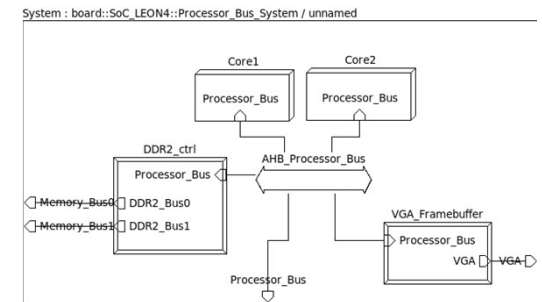 System : board::SoC_LEON4::Processor_Bus_System / unnamed
Core1
Core2
Processor_Bus
Processor_Bus
DDR2_ctrl
AHB_Processor_Bus
Processor_Bus
Memory_Bus0
DDR2_Bus0
Memory_Bus1
DDR2_Bus1
VGA_Framebuffer
Processor_Bus
VGA
VGA
Processor_Bus